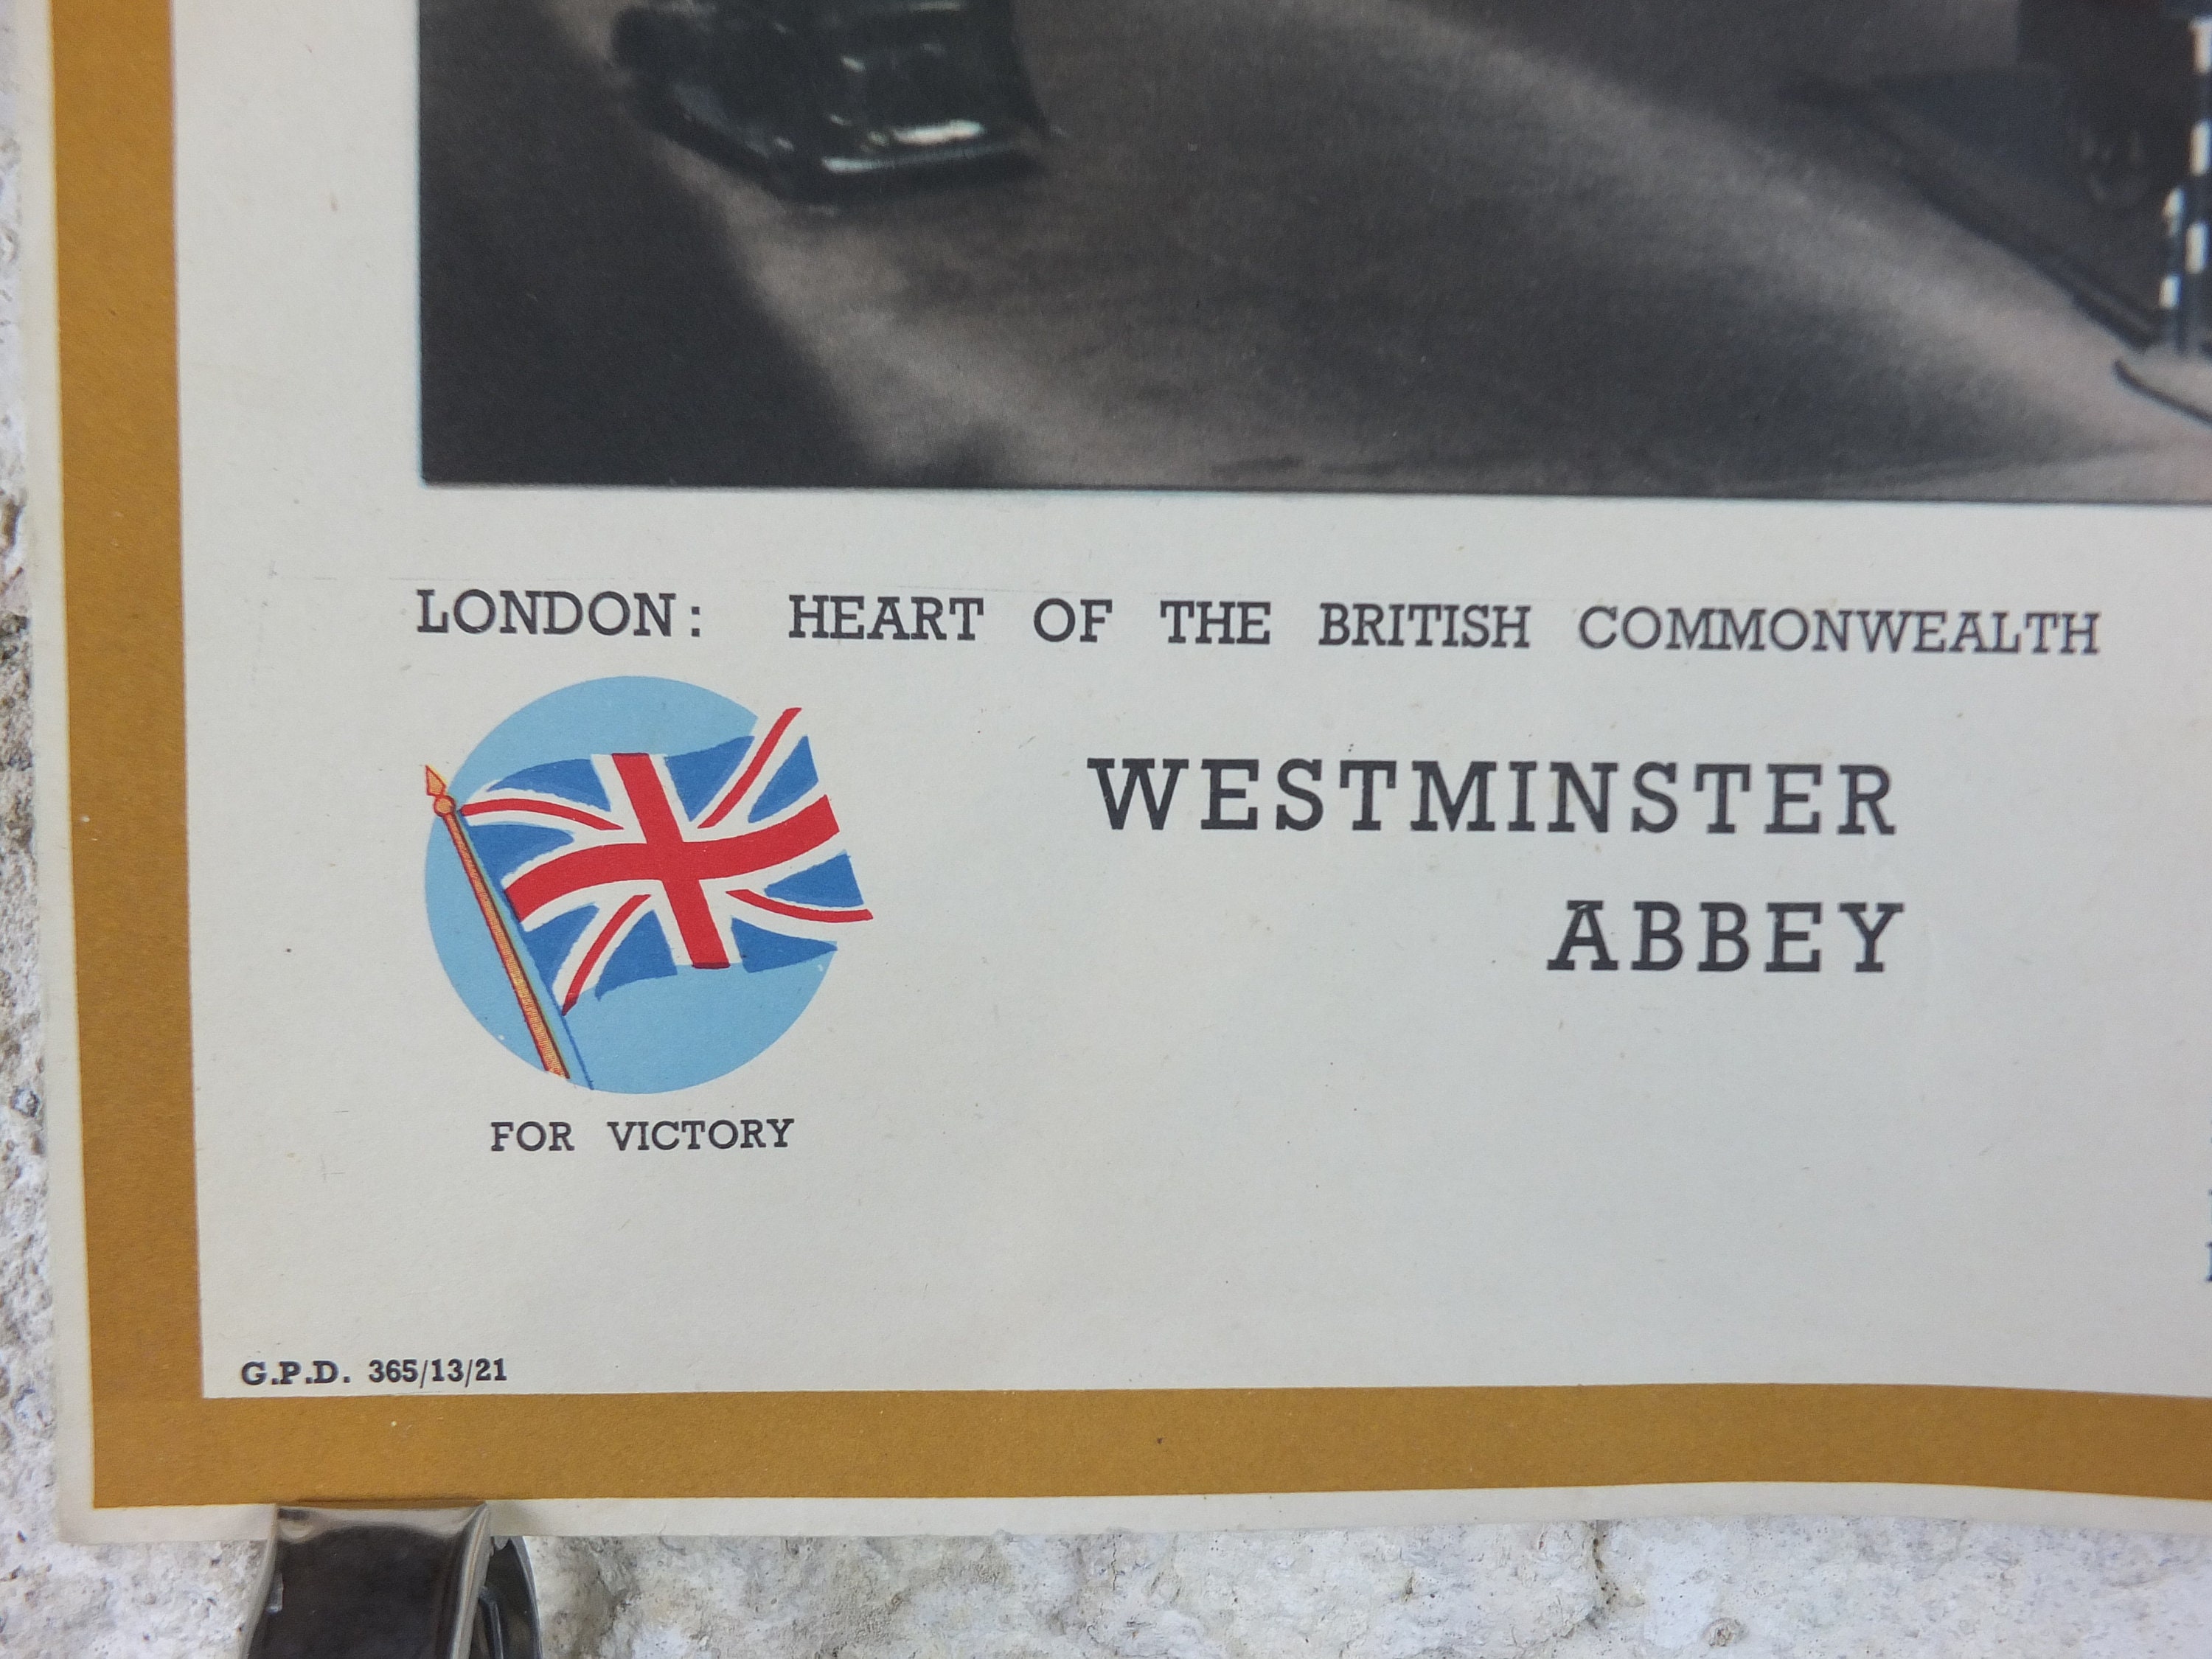 LONDON: HEART OF THE BRITISH COMMONWEALTH
WESTMINSTER
ABBEY
FOR VICTORY
G.P.D. 365/13/21